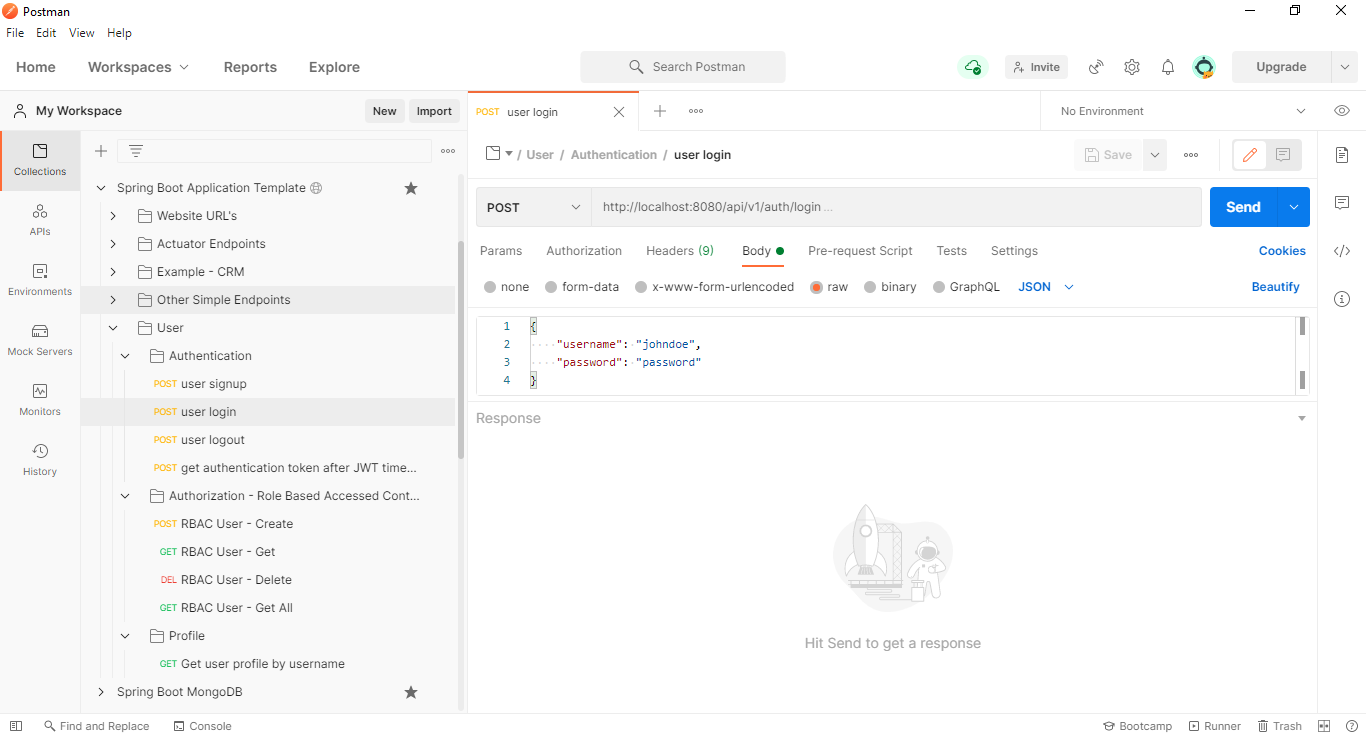 Postman
File Edit View Help
Home Workspaces Reports Explore Search Postman Invite Upgrade
My Workspace New Import
POST user login No Environment
Collections
APIs
Environments
Mock Servers
Monitors
History
Spring Boot Application Template
Website URL's
Actuator Endpoints
Example - CRM
Other Simple Endpoints
User
Authentication
POST user signup
POST user login
POST user logout
POST get authentication token after JWT time...
Authorization - Role Based Accessed Cont...
POST RBAC User - Create
GET RBAC User - Get
DEL RBAC User - Delete
GET RBAC User - Get All
Profile
GET Get user profile by username
Spring Boot MongoDB
/ User / Authentication / user login Save
POST http://localhost:8080/api/v1/auth/login ... Send
Params Authorization Headers (9) Body Pre-request Script Tests Settings Cookies
none form-data x-www-form-urlencoded raw binary GraphQL JSON Beautify
1 {
2 "username": "johndoe",
3 "password": "password"
4 }
Response
Hit Send to get a response
Find and Replace Console Bootcamp Runner Trash